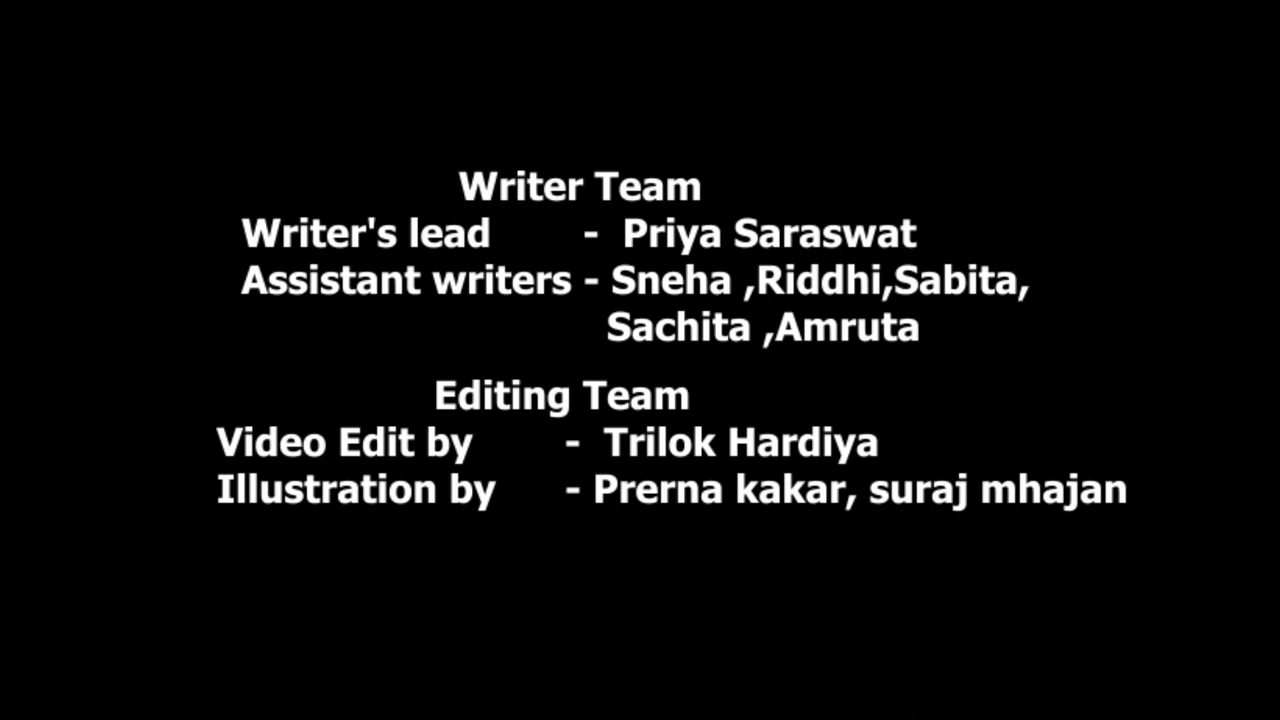 Writer Team
Writer's lead - Priya Saraswat
Assistant writers - Sneha ,Riddhi,Sabita,
Sachita ,Amruta
Editing Team
Video Edit by - Trilok Hardiya
Illustration by - Prerna kakar, suraj mhajan